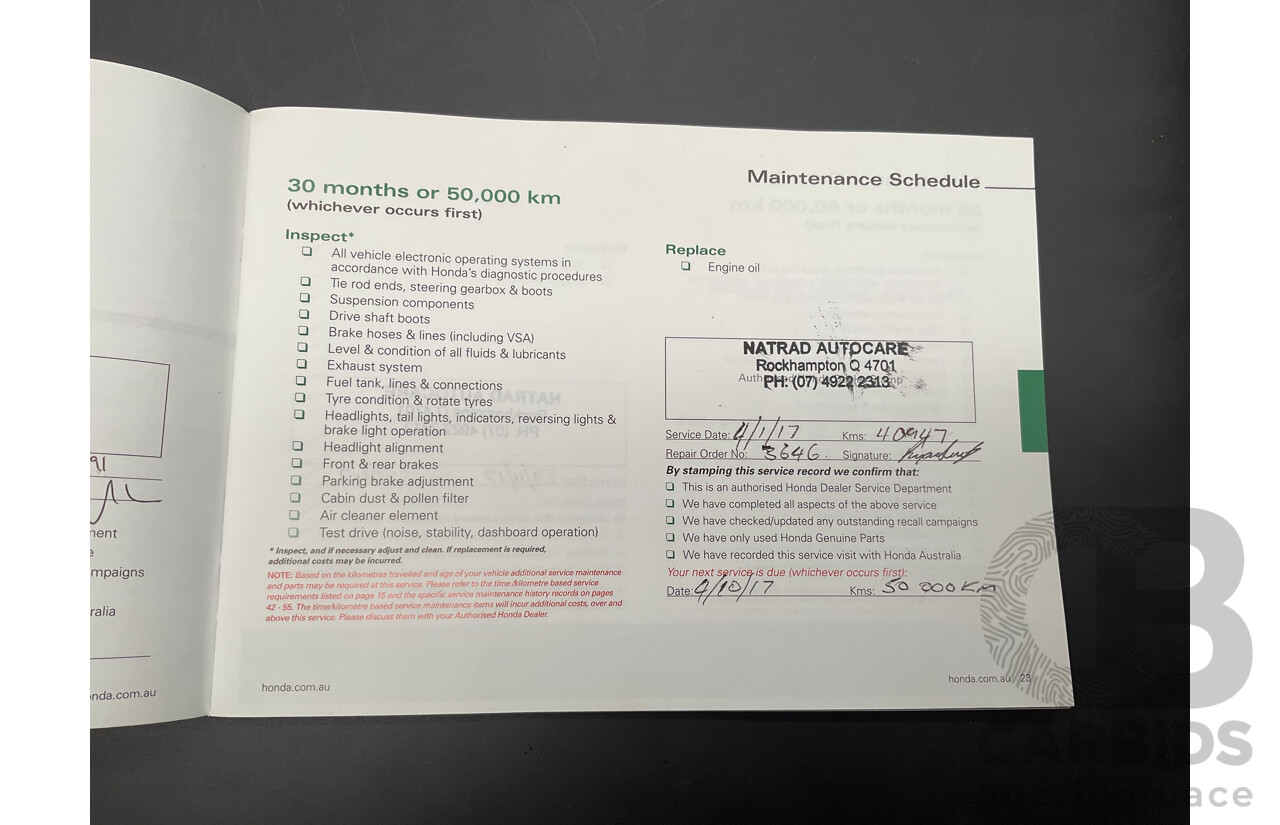 91
nent
mpaigns
ralia
nda.com.au
Maintenance Schedule
30 months or 50,000 km
(whichever occurs first)
Inspect*
❏ All vehicle electronic operating systems in
accordance with Honda's diagnostic procedures
❏ Tie rod ends, steering gearbox & boots
❏ Suspension components
❏ Drive shaft boots
❏ Brake hoses & lines (including VSA)
❏ Level & condition of all fluids & lubricants
❏ Exhaust system
❏ Fuel tank, lines & connections
❏ Tyre condition & rotate tyres
❏ Headlights, tail lights, indicators, reversing lights &
brake light operation
❏ Headlight alignment
❏ Front & rear brakes
❏ Parking brake adjustment
❏ Cabin dust & pollen filter
❏ Air cleaner element
❏ Test drive (noise, stability, dashboard operation)
* Inspect, and if necessary adjust and clean. If replacement is required,
additional costs may be incurred.
NOTE: Based on the kilometres travelled and age of your vehicle additional service maintenance
and parts may be required at this service. Please refer to the time /kilometre based service
requirements listed on page 15 and the specific service maintenance history records on pages
42 - 55. The time/kilometre based service maintenance items will incur additional costs, over and
above this service. Please discuss them with your Authorised Honda Dealer.
honda.com.au
Replace
❏ Engine oil
NATRAD AUTOCARE
Rockhampton Q 4701
PH: (07) 4922 2313
Service Date: 4/1/17 Kms: 40947
Repair Order No: 3646. Signature:
By stamping this service record we confirm that:
❏ This is an authorised Honda Dealer Service Department
❏ We have completed all aspects of the above service
❏ We have checked/updated any outstanding recall campaigns
❏ We have only used Honda Genuine Parts
❏ We have recorded this service visit with Honda Australia
Your next service is due (whichever occurs first):
Date: 4/10/17 Kms: 50 000 KM
honda.com.au 23
CARBIDS
auctionplace